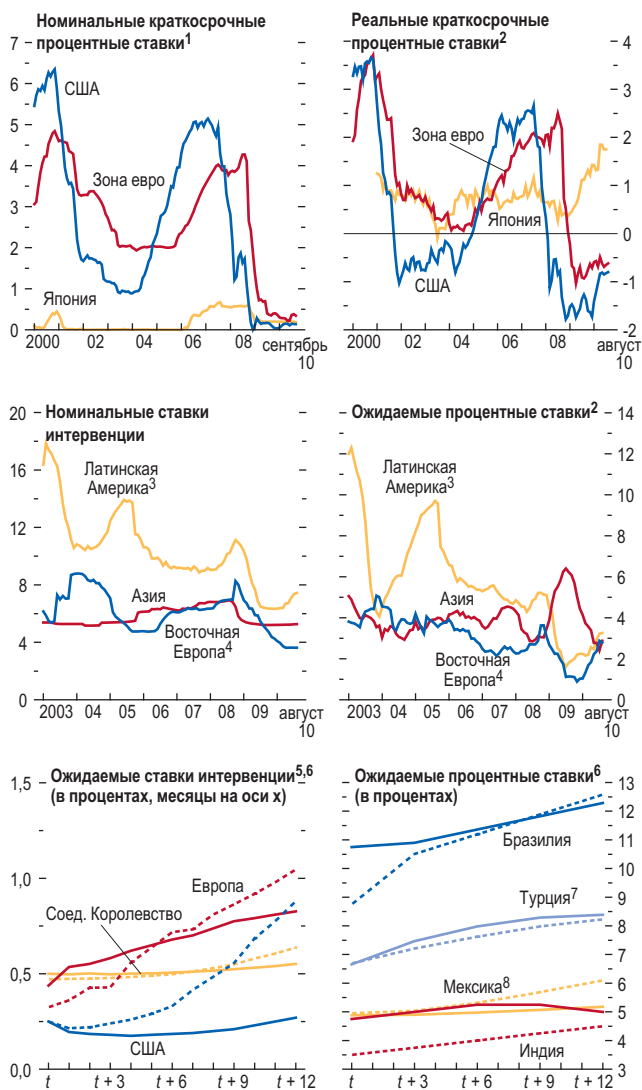 Номинальные краткосрочные
процентные ставки1
7
6
5
4
3
2
1
0
США
Зона евро
Япония
2000 02 04 06 08 сентябрь
10
Реальные краткосрочные
процентные ставки2
4
3
2
1
0
-1
-2
Зона евро
Япония
США
2000 02 04 06 08 август
10
Номинальные ставки
интервенции
20
16
12
8
4
0
Латинская
Америка3
Азия
Восточная
Европа4
2003 04 05 06 07 08 09 август
10
Ожидаемые процентные ставки2
14
12
10
8
6
4
2
0
Латинская
Америка3
Азия
Восточная
Европа4
2003 04 05 06 07 08 09 август
10
Ожидаемые ставки интервенции5,6
(в процентах, месяцы на оси x)
1,5
1,0
0,5
0,0
Европа
Соед. Королевство
США
t t + 3 t + 6 t + 9 t + 12
Ожидаемые процентные ставки6
(в процентах)
13
12
11
10
9
8
7
6
5
4
3
Бразилия
Турция7
Мексика8
Индия
t t + 3 t + 6 t + 9 t + 12